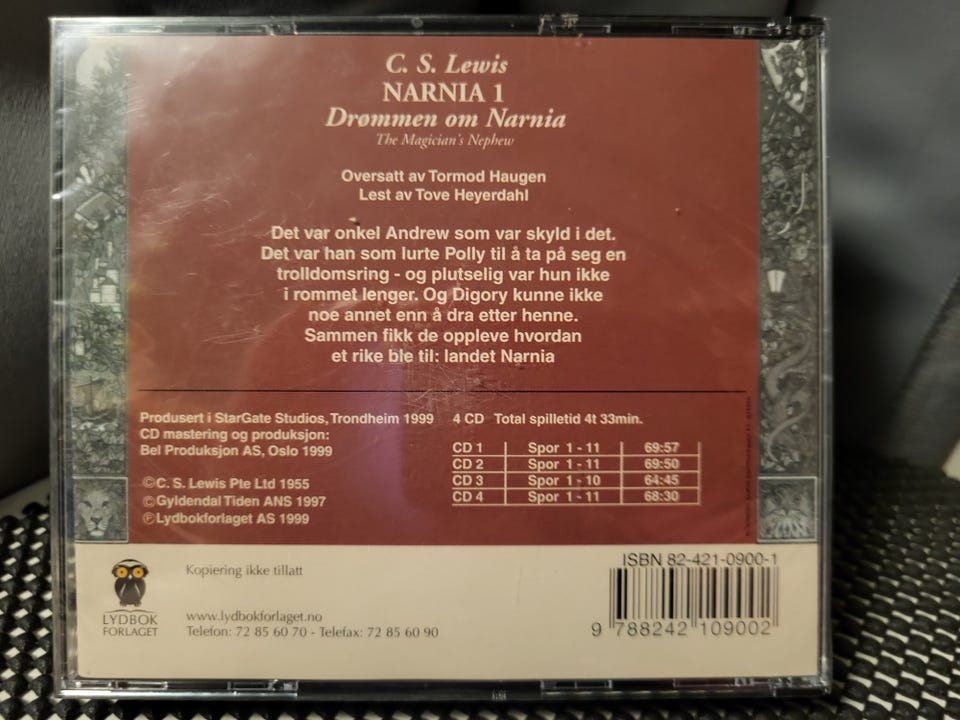 C. S. Lewis
NARNIA 1
Drømmen om Narnia
The Magician's Nephew
Oversatt av Tormod Haugen
Lest av Tove Heyerdahl
Det var onkel Andrew som var skyld i det.
Det var han som lurte Polly til å ta på seg en
trolldomsring - og plutselig var hun ikke
i rommet lenger. Og Digory kunne ikke
noe annet enn å dra etter henne.
Sammen fikk de oppleve hvordan
et rike ble til: landet Narnia
Produsert i StarGate Studios, Trondheim 1999
CD mastering og produksjon:
Bel Produksjon AS, Oslo 1999
©C. S. Lewis Pte Ltd 1955
©Gyldendal Tiden ANS 1997
℗Lydbokforlaget AS 1999
4 CD Total spilletid 4t 33min.
CD 1 Spor 1 - 11 69:57
CD 2 Spor 1 - 11 69:50
CD 3 Spor 1 - 10 64:45
CD 4 Spor 1 - 11 68:30
LYDBOK
FORLAGET
Kopiering ikke tillatt
www.lydbokforlaget.no
Telefon: 72 85 60 70 - Telefax: 72 85 60 90
ISBN 82-421-0900-1
9 788242 109002